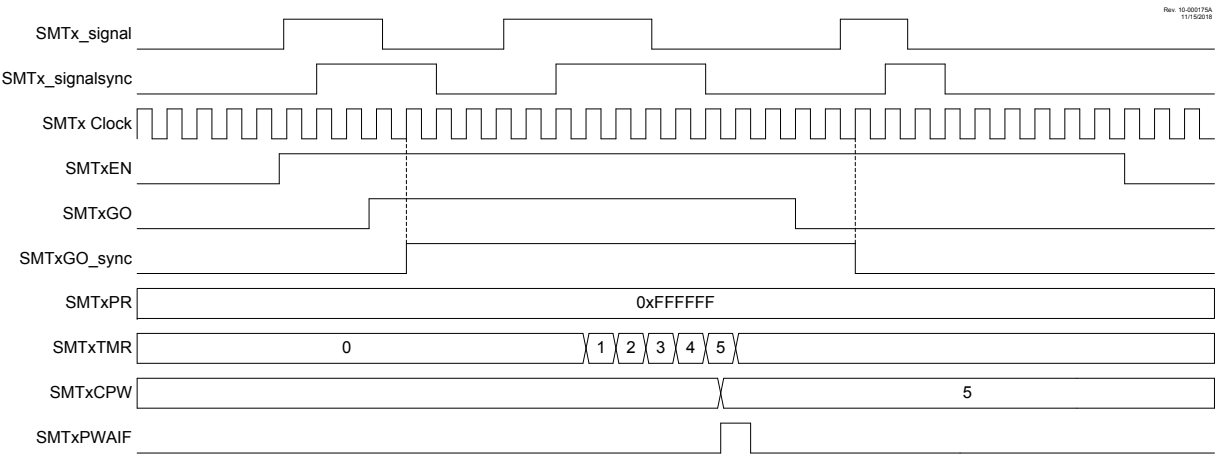 Rev. 10-000175A
11/15/2018
SMTx_signal
SMTx_signalsync
SMTx Clock
SMTxEN
SMTxGO
SMTxGO_sync
SMTxPR 0xFFFFFF
SMTxTMR 0 1 2 3 4 5
SMTxCPW 5
SMTxPWAIF